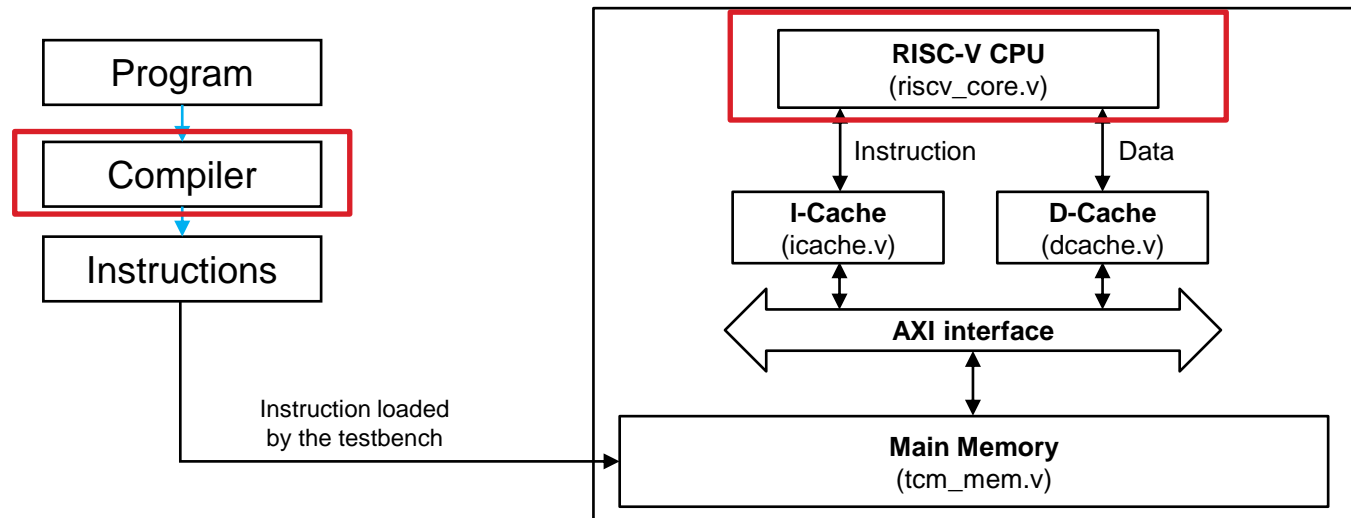 Program
Compiler
Instructions
Instruction loaded
by the testbench
RISC-V CPU
(riscv_core.v)
Instruction
Data
I-Cache
(icache.v)
D-Cache
(dcache.v)
AXI interface
Main Memory
(tcm_mem.v)